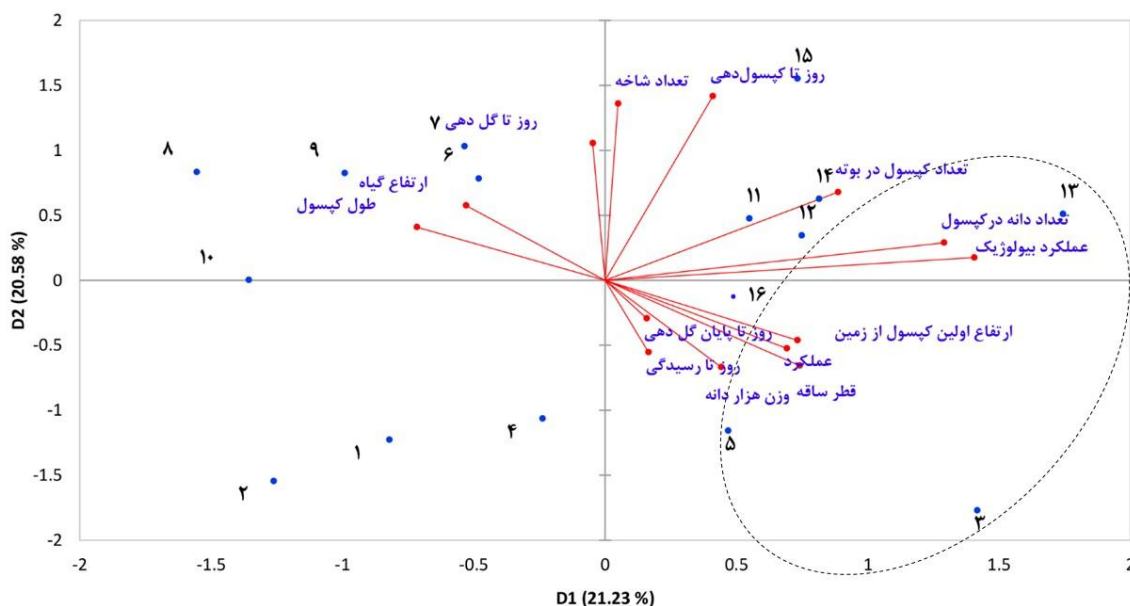 2
1.5
1
0.5
0
-0.5
-1
-1.5
-2
D2 (20.58 %)
۱۵
روز تا کپسول‌دهی
تعداد شاخه
۷
روز تا گل دهی
۸
۹
۶
ارتفاع گیاه
طول کپسول
تعداد کپسول در بوته
۱۴
۱۳
۱۱
۱۲
تعداد دانه درکپسول
عملکرد بیولوژیک
۱۰
۱۶
روز تا پایان گل دهی
ارتفاع اولین کپسول از زمین
روز تا رسیدگی
عملکرد
وزن هزار دانه
قطر ساقه
۴
۵
۱
۲
۳
-2
-1.5
-1
-0.5
0
0.5
1
1.5
2
D1 (21.23 %)